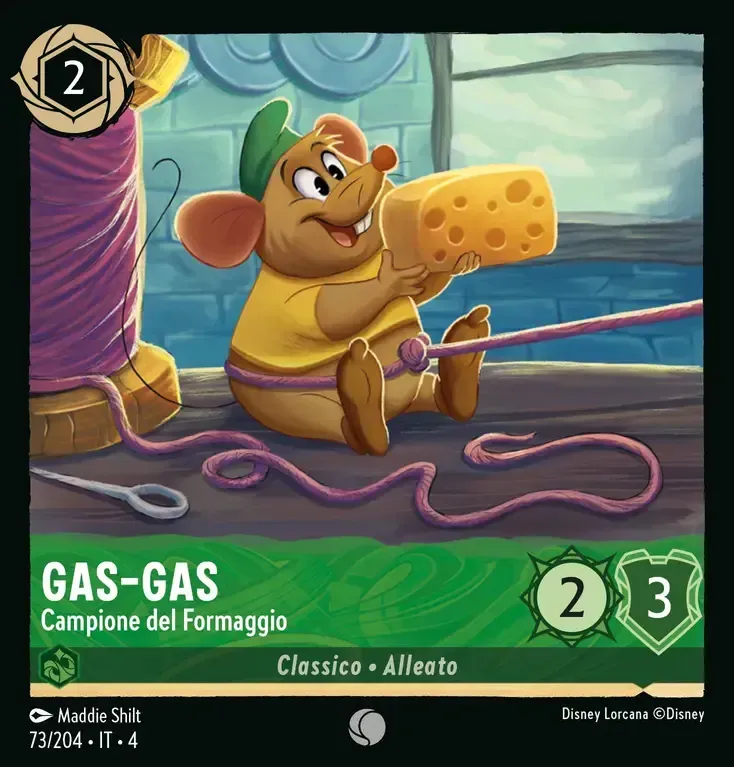 2
GAS-GAS
Campione del Formaggio
2
3
Classico • Alleato
Maddie Shilt
Disney Lorcana ©Disney
73/204 • IT • 4